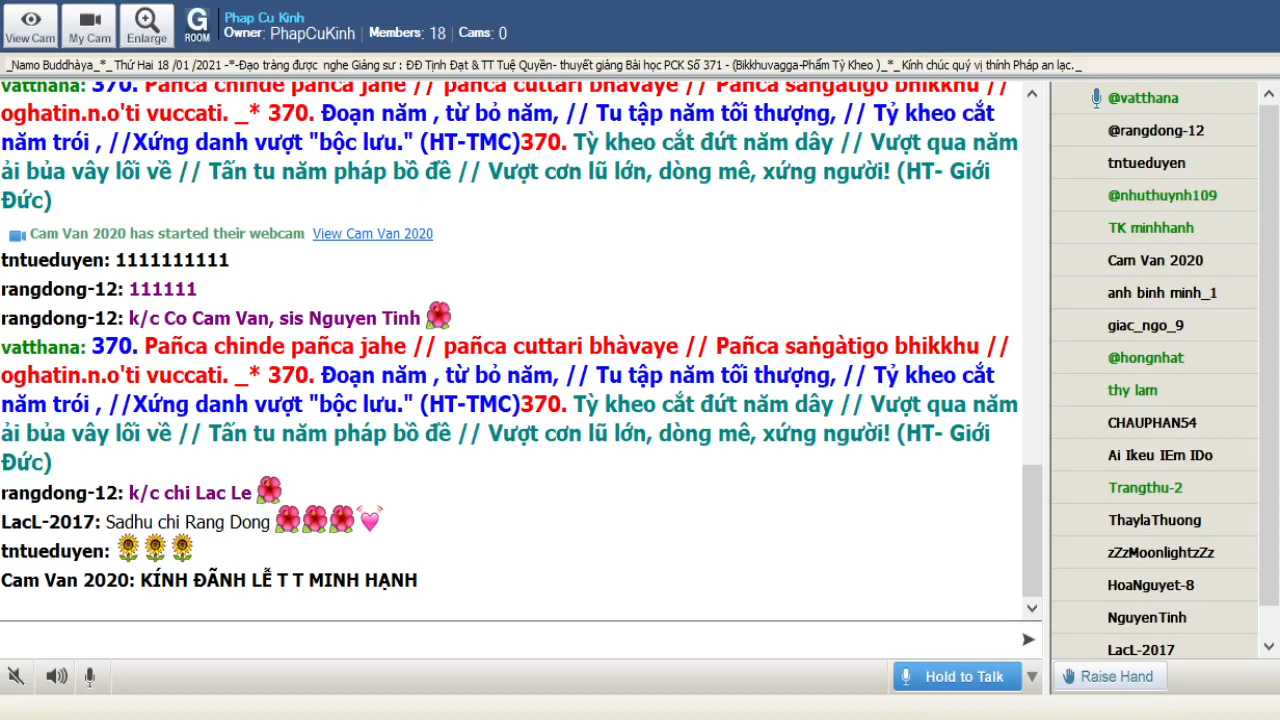 View Cam
My Cam
Enlarge
G
ROOM
Phap Cu Kinh
Owner: PhapCuKinh | Members: 18 | Cams: 0
_Namo Buddhàya_*_ Thứ Hai 18 /01 /2021 -*-Đạo tràng được nghe Giảng sư : ĐĐ Tịnh Đạt & TT Tuệ Quyền- thuyết giảng Bài học PCK Số 371 - (Bikkhuvagga-Phẩm Tỳ Kheo )_*_ Kính chúc quý vị thính Pháp an lạc._
vatthana: 370. Pañca chinde pañca jahe // pañca cuttari bhàvaye // Pañca saṅgàtigo bhikkhu //
oghatin.n.o'ti vuccati. _* 370. Đoạn năm , từ bỏ năm, // Tu tập năm tối thượng, // Tỷ kheo cắt
năm trói , //Xứng danh vượt "bộc lưu." (HT-TMC)370. Tỳ kheo cắt đứt năm dây // Vượt qua năm
ải bủa vây lối về // Tấn tu năm pháp bồ đề // Vượt cơn lũ lớn, dòng mê, xứng người! (HT- Giới
Đức)
Cam Van 2020 has started their webcam View Cam Van 2020
tntueduyen: 1111111111
rangdong-12: 111111
rangdong-12: k/c Co Cam Van, sis Nguyen Tinh
vatthana: 370. Pañca chinde pañca jahe // pañca cuttari bhàvaye // Pañca saṅgàtigo bhikkhu //
oghatin.n.o'ti vuccati. _* 370. Đoạn năm , từ bỏ năm, // Tu tập năm tối thượng, // Tỷ kheo cắt
năm trói , //Xứng danh vượt "bộc lưu." (HT-TMC)370. Tỳ kheo cắt đứt năm dây // Vượt qua năm
ải bủa vây lối về // Tấn tu năm pháp bồ đề // Vượt cơn lũ lớn, dòng mê, xứng người! (HT- Giới
Đức)
rangdong-12: k/c chi Lac Le
LacL-2017: Sadhu chi Rang Dong
tntueduyen:
Cam Van 2020: KÍNH ĐÃNH LỄ T T MINH HẠNH
@vatthana
@rangdong-12
tntueduyen
@nhuthuynh109
TK minhhanh
Cam Van 2020
anh binh minh_1
giac_ngo_9
@hongnhat
thy lam
CHAUPHAN54
Ai Ikeu IEm IDo
Trangthu-2
ThaylaThuong
zZzMoonlightzZz
HoaNguyet-8
NguyenTinh
LacL-2017
Hold to Talk
Raise Hand